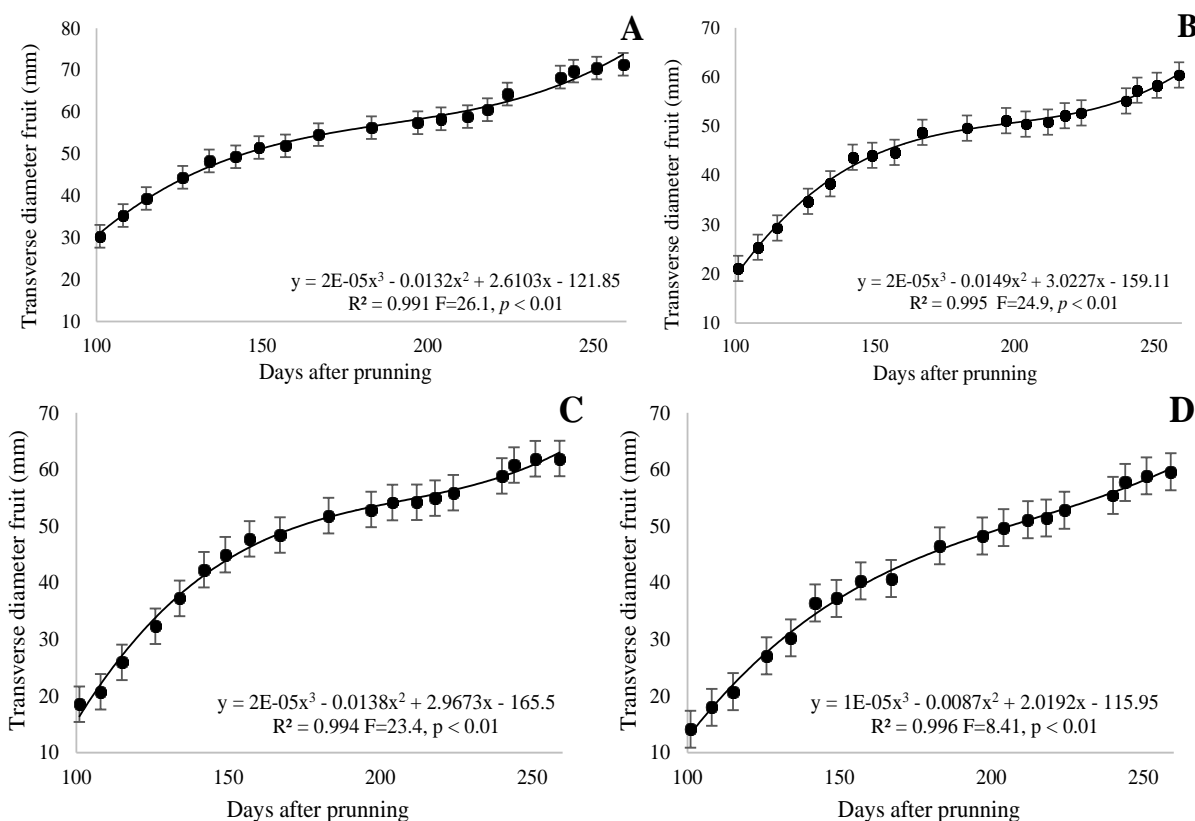 A
Transverse diameter fruit (mm)
80
70
60
50
40
30
20
10
y = 2E-05x³ - 0.0132x² + 2.6103x - 121.85
R² = 0.991 F=26.1, p < 0.01
100 150 200 250
Days after prunning
B
Transverse diameter fruit (mm)
70
60
50
40
30
20
10
y = 2E-05x³ - 0.0149x² + 3.0227x - 159.11
R² = 0.995 F=24.9, p < 0.01
100 150 200 250
Days after prunning
C
Transverse diameter fruit (mm)
70
60
50
40
30
20
10
y = 2E-05x³ - 0.0138x² + 2.9673x - 165.5
R² = 0.994 F=23.4, p < 0.01
100 150 200 250
Days after prunning
D
Transverse diameter fruit (mm)
70
60
50
40
30
20
10
y = 1E-05x³ - 0.0087x² + 2.0192x - 115.95
R² = 0.996 F=8.41, p < 0.01
100 150 200 250
Days after prunning